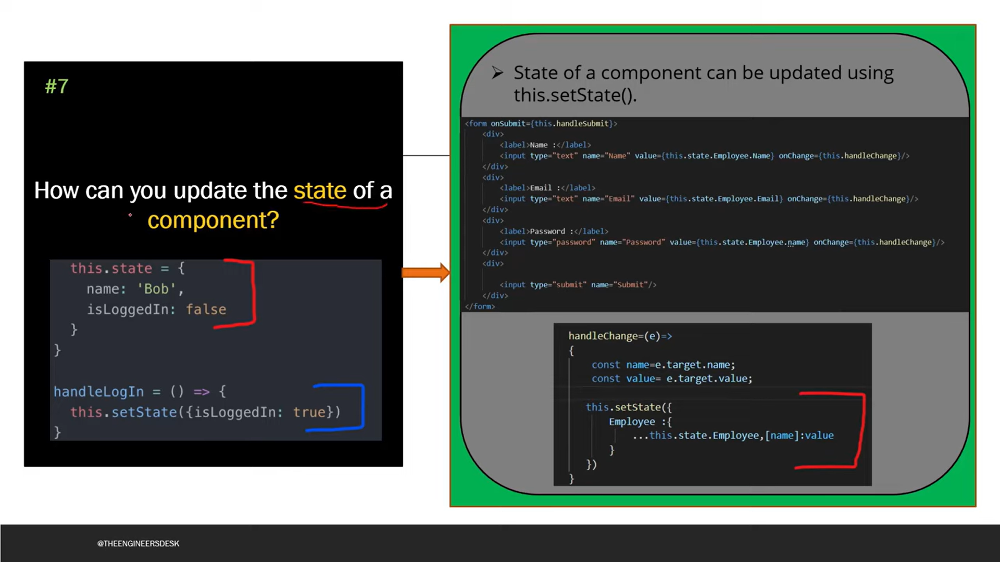 #7
How can you update the state of a
component?
this.state = {
name: 'Bob',
isLoggedIn: false
}
}
handleLogIn = () => {
this.setState({isLoggedIn: true})
}
➢ State of a component can be updated using
this.setState().
<form onSubmit={this.handleSubmit}>
<div>
<label>Name :</label>
<input type="text" name="Name" value={this.state.Employee.Name} onChange={this.handleChange}/>
</div>
<div>
<label>Email :</label>
<input type="text" name="Email" value={this.state.Employee.Email} onChange={this.handleChange}/>
</div>
<div>
<label>Password :</label>
<input type="password" name="Password" value={this.state.Employee.name} onChange={this.handleChange}/>
</div>
<div>
<input type="submit" name="Submit"/>
</div>
</form>
handleChange=(e)=>
{
const name=e.target.name;
const value= e.target.value;
this.setState({
Employee :{
...this.state.Employee,[name]:value
}
})
}
@THEENGINEERSDESK